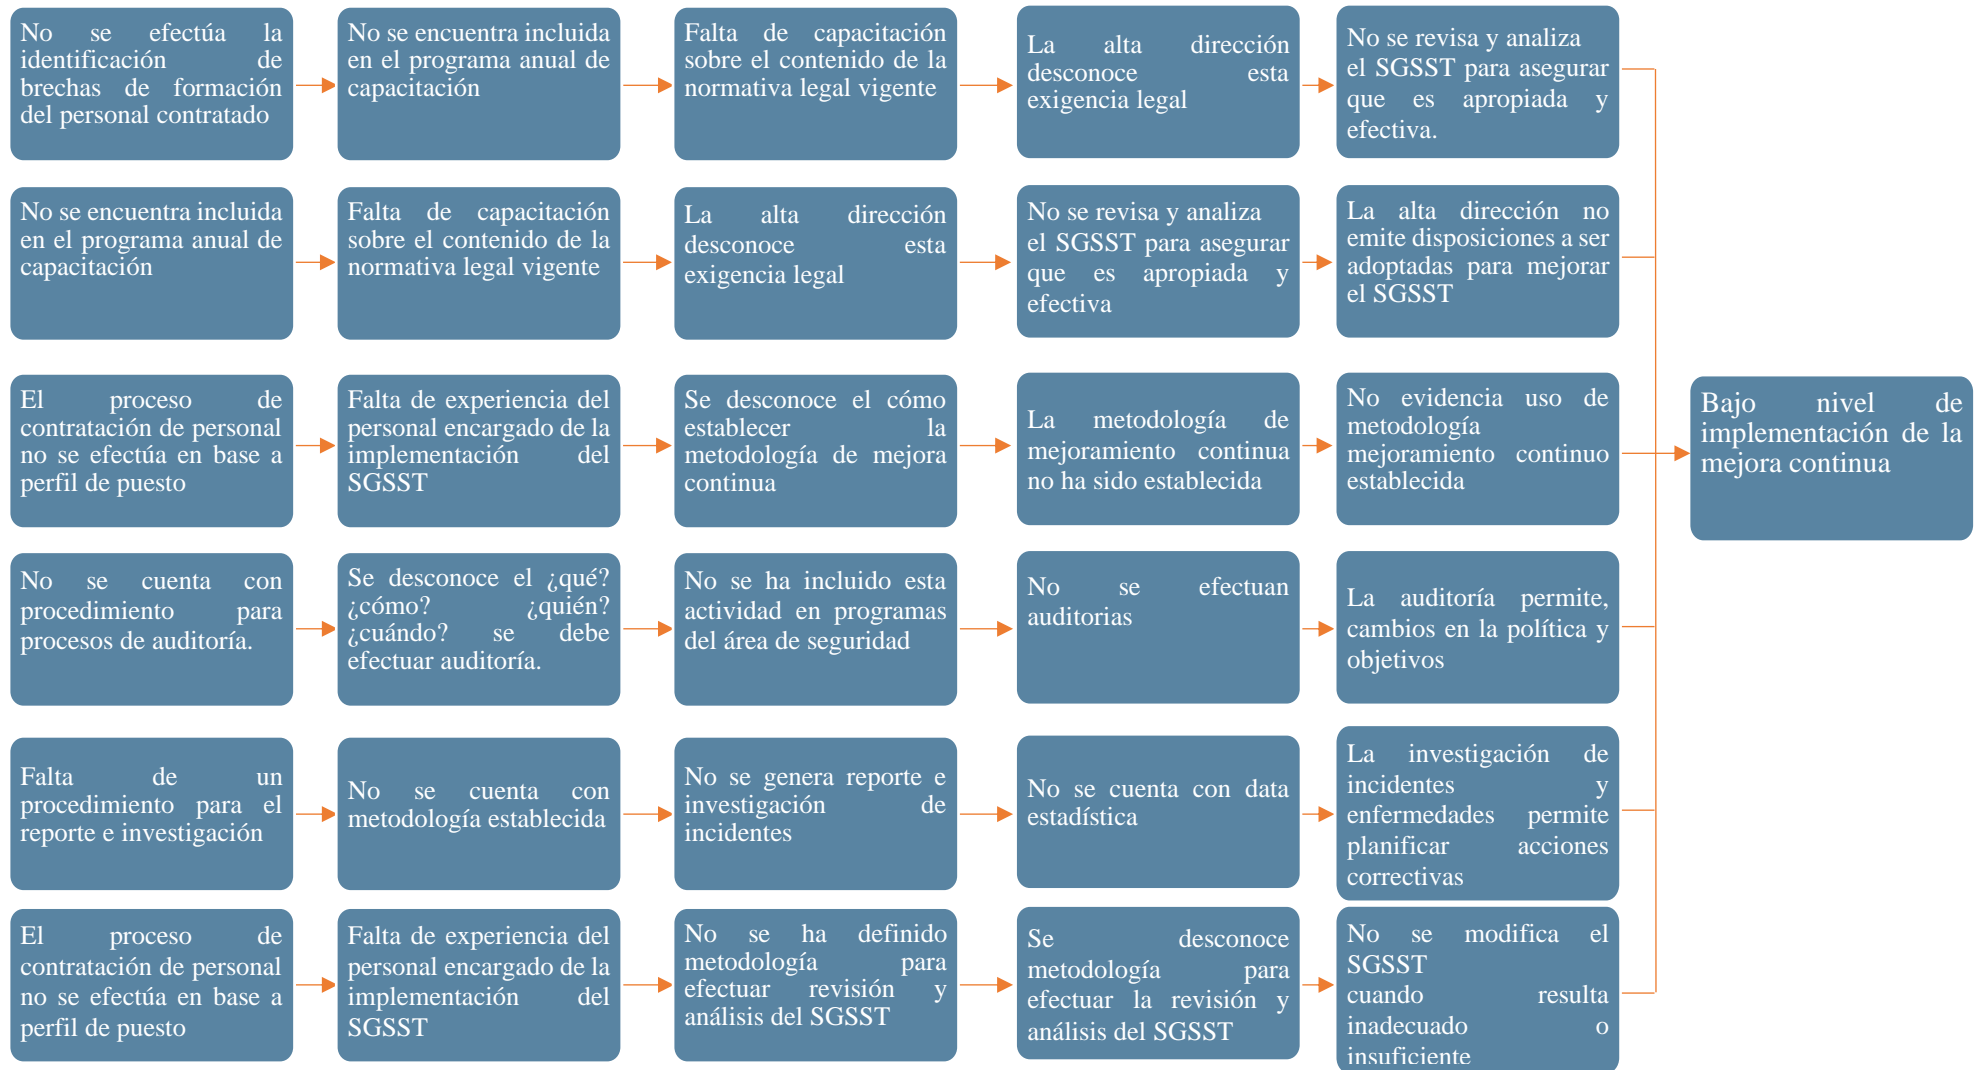 No se efectúa la
identificación de
brechas de formación
del personal contratado
No se encuentra incluida
en el programa anual de
capacitación
Falta de capacitación
sobre el contenido de la
normativa legal vigente
La alta dirección
desconoce esta
exigencia legal
No se revisa y analiza
el SGSST para asegurar
que es apropiada y
efectiva.
No se encuentra incluida
en el programa anual de
capacitación
Falta de capacitación
sobre el contenido de la
normativa legal vigente
La alta dirección
desconoce esta
exigencia legal
No se revisa y analiza
el SGSST para asegurar
que es apropiada y
efectiva
La alta dirección no
emite disposiciones a ser
adoptadas para mejorar
el SGSST
El proceso de
contratación de personal
no se efectúa en base a
perfil de puesto
Falta de experiencia del
personal encargado de la
implementación del
SGSST
Se desconoce el cómo
establecer la
metodología de mejora
continua
La metodología de
mejoramiento continua
no ha sido establecida
No evidencia uso de
metodología
mejoramiento continuo
establecida
Bajo nivel de
implementación de la
mejora continua
No se cuenta con
procedimiento para
procesos de auditoría.
Se desconoce el ¿qué?
¿cómo? ¿quién?
¿cuándo? se debe
efectuar auditoría.
No se ha incluido esta
actividad en programas
del área de seguridad
No se efectuan
auditorias
La auditoría permite,
cambios en la política y
objetivos
Falta de un
procedimiento para el
reporte e investigación
No se cuenta con
metodología establecida
No se genera reporte e
investigación de
incidentes
No se cuenta con data
estadística
La investigación de
incidentes y
enfermedades permite
planificar acciones
correctivas
El proceso de
contratación de personal
no se efectúa en base a
perfil de puesto
Falta de experiencia del
personal encargado de la
implementación del
SGSST
No se ha definido
metodología para
efectuar revisión y
análisis del SGSST
Se desconoce
metodología para
efectuar la revisión y
análisis del SGSST
No se modifica el
SGSST
cuando resulta
inadecuado o
insuficiente